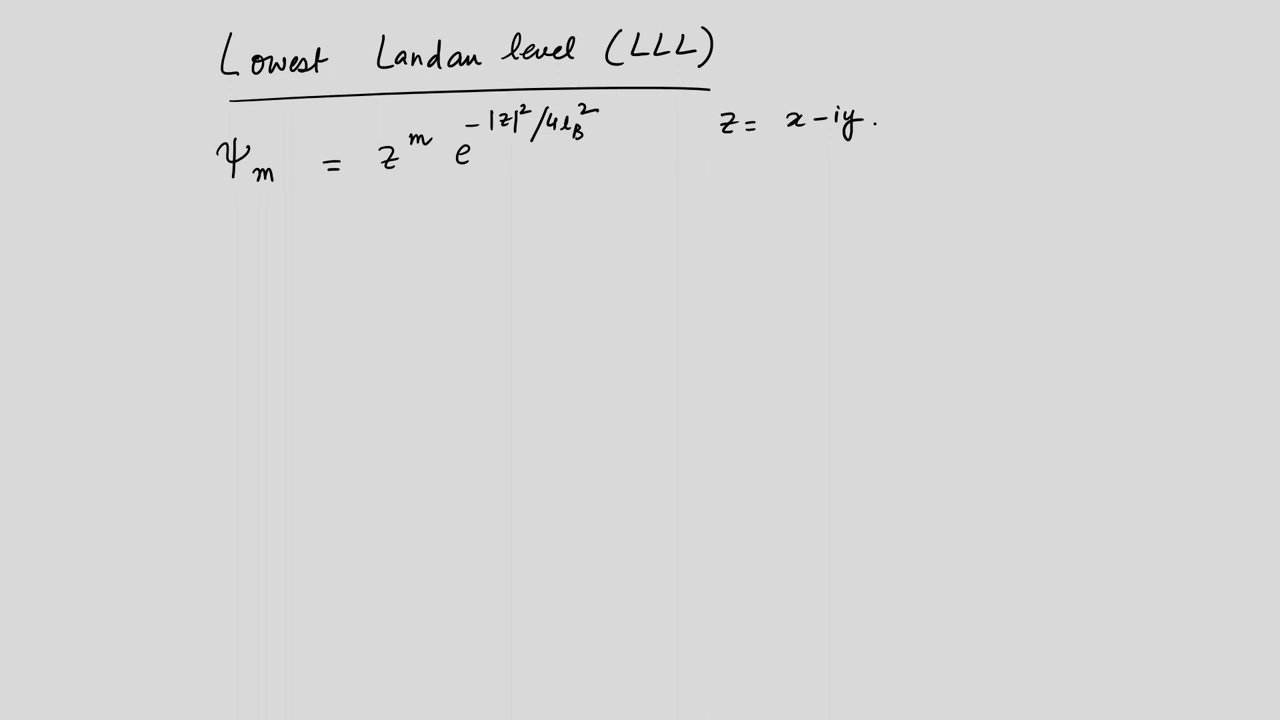 Lowest Landau level (LLL)
Ψ_m = z^m e^{-|z|^2/4l_B^2} z = x - iy.